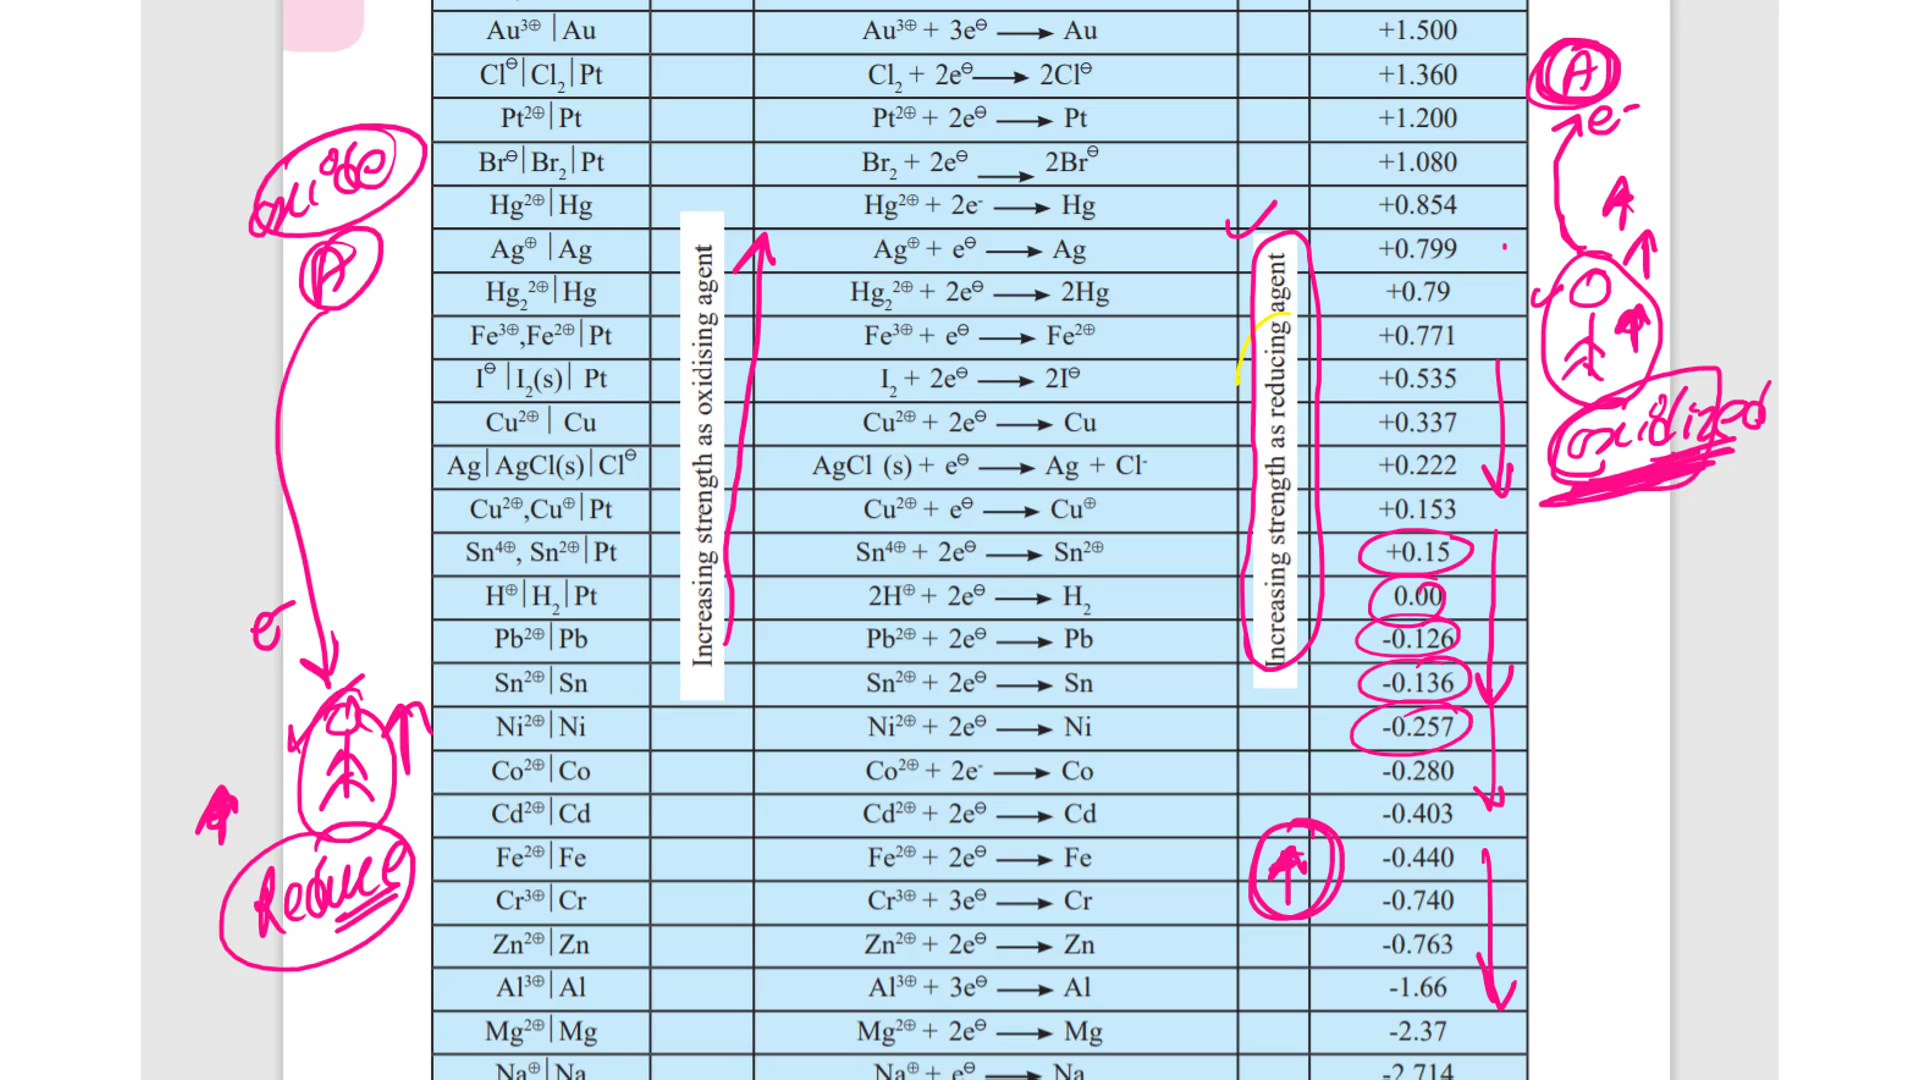 Au³⊕ | Au Au³⊕ + 3e⊖ ⟶ Au +1.500
Cl⊖ | Cl₂ | Pt Cl₂ + 2e⊖ ⟶ 2Cl⊖ +1.360
Pt²⊕ | Pt Pt²⊕ + 2e⊖ ⟶ Pt +1.200
Br⊖ | Br₂ | Pt Br₂ + 2e⊖ ⟶ 2Br⊖ +1.080
Hg²⊕ | Hg Hg²⊕ + 2e⁻ ⟶ Hg +0.854
Ag⊕ | Ag Ag⊕ + e⊖ ⟶ Ag +0.799
Hg₂²⊕ | Hg Hg₂²⊕ + 2e⊖ ⟶ 2Hg +0.79
Fe³⊕,Fe²⊕ | Pt Fe³⊕ + e⊖ ⟶ Fe²⊕ +0.771
I⊖ | I₂(s) | Pt I₂ + 2e⊖ ⟶ 2I⊖ +0.535
Cu²⊕ | Cu Cu²⊕ + 2e⊖ ⟶ Cu +0.337
Ag | AgCl(s) | Cl⊖ AgCl (s) + e⊖ ⟶ Ag + Cl⁻ +0.222
Cu²⊕,Cu⊕ | Pt Cu²⊕ + e⊖ ⟶ Cu⊕ +0.153
Sn⁴⊕, Sn²⊕ | Pt Sn⁴⊕ + 2e⊖ ⟶ Sn²⊕ +0.15
H⊕ | H₂ | Pt 2H⊕ + 2e⊖ ⟶ H₂ 0.00
Pb²⊕ | Pb Pb²⊕ + 2e⊖ ⟶ Pb -0.126
Sn²⊕ | Sn Sn²⊕ + 2e⊖ ⟶ Sn -0.136
Ni²⊕ | Ni Ni²⊕ + 2e⊖ ⟶ Ni -0.257
Co²⊕ | Co Co²⊕ + 2e⁻ ⟶ Co -0.280
Cd²⊕ | Cd Cd²⊕ + 2e⊖ ⟶ Cd -0.403
Fe²⊕ | Fe Fe²⊕ + 2e⊖ ⟶ Fe -0.440
Cr³⊕ | Cr Cr³⊕ + 3e⊖ ⟶ Cr -0.740
Zn²⊕ | Zn Zn²⊕ + 2e⊖ ⟶ Zn -0.763
Al³⊕ | Al Al³⊕ + 3e⊖ ⟶ Al -1.66
Mg²⊕ | Mg Mg²⊕ + 2e⊖ ⟶ Mg -2.37
Na⊕ | Na Na⊕ + e⊖ ⟶ Na -2.714
Increasing strength as oxidising agent
Increasing strength as reducing agent
A
e⁻
A
e⁻
Reduce
oxidized